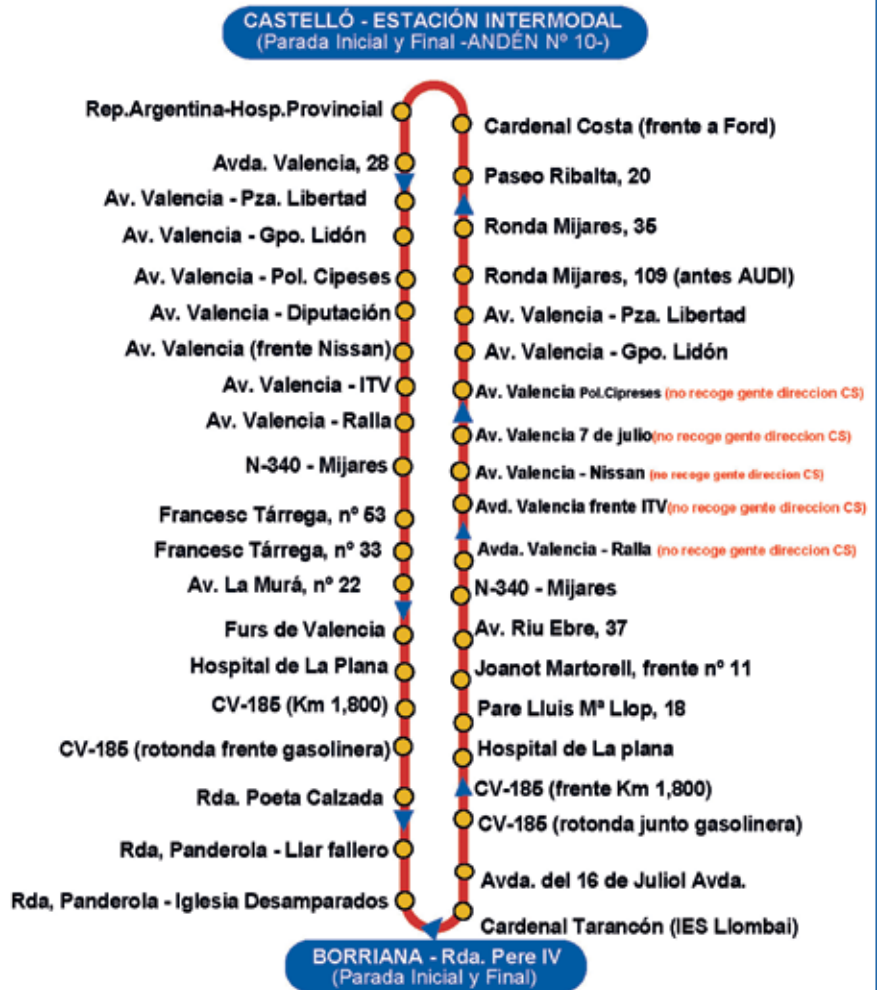 CASTELLÓ - ESTACIÓN INTERMODAL
(Parada Inicial y Final -ANDÉN Nº 10-)
Rep.Argentina-Hosp.Provincial
Avda. Valencia, 28
Av. Valencia - Pza. Libertad
Av. Valencia - Gpo. Lidón
Av. Valencia - Pol. Cipeses
Av. Valencia - Diputación
Av. Valencia (frente Nissan)
Av. Valencia - ITV
Av. Valencia - Ralla
N-340 - Mijares
Francesc Tárrega, nº 53
Francesc Tárrega, nº 33
Av. La Murá, nº 22
Furs de Valencia
Hospital de La Plana
CV-185 (Km 1,800)
CV-185 (rotonda frente gasolinera)
Rda. Poeta Calzada
Rda, Panderola - Llar fallero
Rda, Panderola - Iglesia Desamparados
Cardenal Costa (frente a Ford)
Paseo Ribalta, 20
Ronda Mijares, 35
Ronda Mijares, 109 (antes AUDI)
Av. Valencia - Pza. Libertad
Av. Valencia - Gpo. Lidón
Av. Valencia Pol.Cipreses (no recoge gente direccion CS)
Av. Valencia 7 de julio(no recoge gente direccion CS)
Av. Valencia - Nissan (no recoge gente direccion CS)
Avd. Valencia frente ITV(no recoge gente direccion CS)
Avda. Valencia - Ralla (no recoge gente direccion CS)
N-340 - Mijares
Av. Riu Ebre, 37
Joanot Martorell, frente nº 11
Pare Lluis Mª Llop, 18
Hospital de La plana
CV-185 (frente Km 1,800)
CV-185 (rotonda junto gasolinera)
Avda. del 16 de Juliol Avda.
Cardenal Tarancón (IES Llombai)
BORRIANA - Rda. Pere IV
(Parada Inicial y Final)